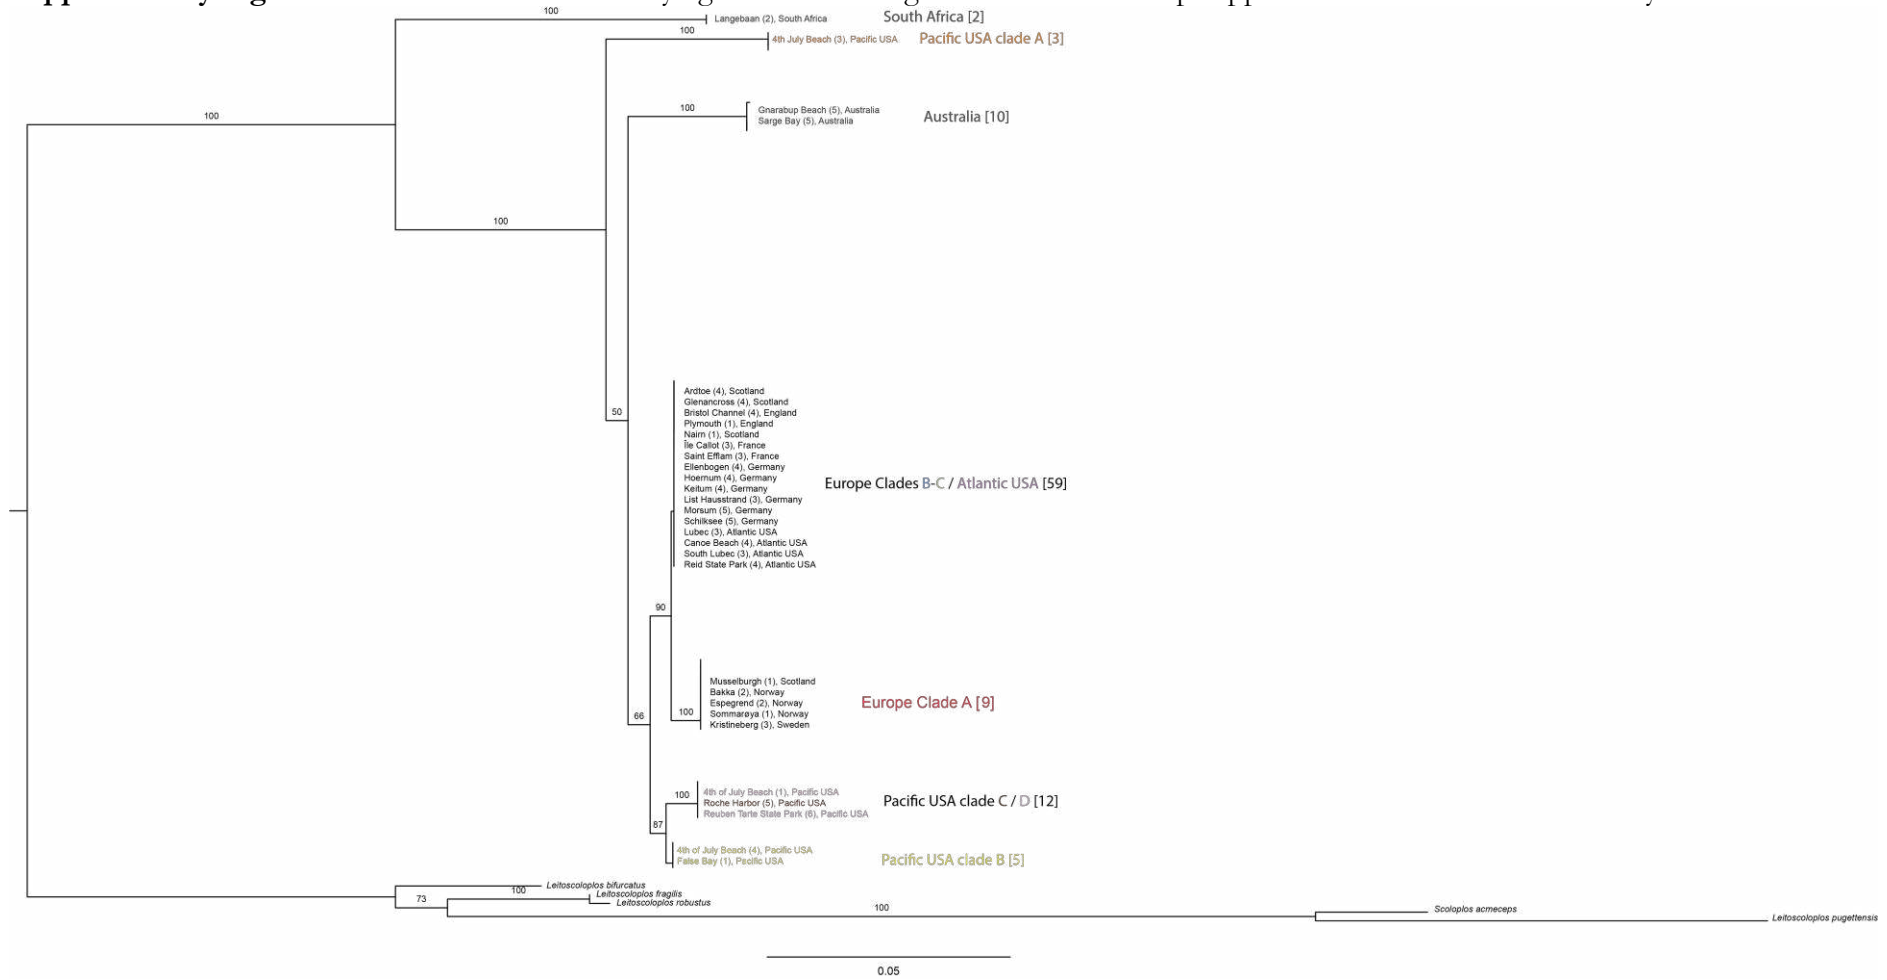 100
Langebaan (2), South Africa
South Africa [2]
100
4th July Beach (3), Pacific USA
Pacific USA clade A [3]
100
Gnarabup Beach (5), Australia
Sarge Bay (5), Australia
Australia [10]
100
100
50
Ardtoe (4), Scotland
Glenancross (4), Scotland
Bristol Channel (4), England
Plymouth (1), England
Nairn (1), Scotland
Île Callot (3), France
Saint Efflam (3), France
Ellenbogen (4), Germany
Hoernum (4), Germany
Keitum (4), Germany
List Hausstrand (3), Germany
Morsum (5), Germany
Schilksee (5), Germany
Lubec (3), Atlantic USA
Canoe Beach (4), Atlantic USA
South Lubec (3), Atlantic USA
Reid State Park (4), Atlantic USA
Europe Clades B-C / Atlantic USA [59]
90
Musselburgh (1), Scotland
Bakka (2), Norway
Espegrend (2), Norway
Sommarøya (1), Norway
Kristineberg (3), Sweden
Europe Clade A [9]
100
66
100
4th of July Beach (1), Pacific USA
Roche Harbor (5), Pacific USA
Reuben Tarte State Park (6), Pacific USA
Pacific USA clade C / D [12]
87
4th of July Beach (4), Pacific USA
False Bay (1), Pacific USA
Pacific USA clade B [5]
Leitoscoloplos bifurcatus
100
Leitoscoloplos fragilis
73
Leitoscoloplos robustus
100
Scoloplos acmeceps
Leitoscoloplos pugettensis
0.05